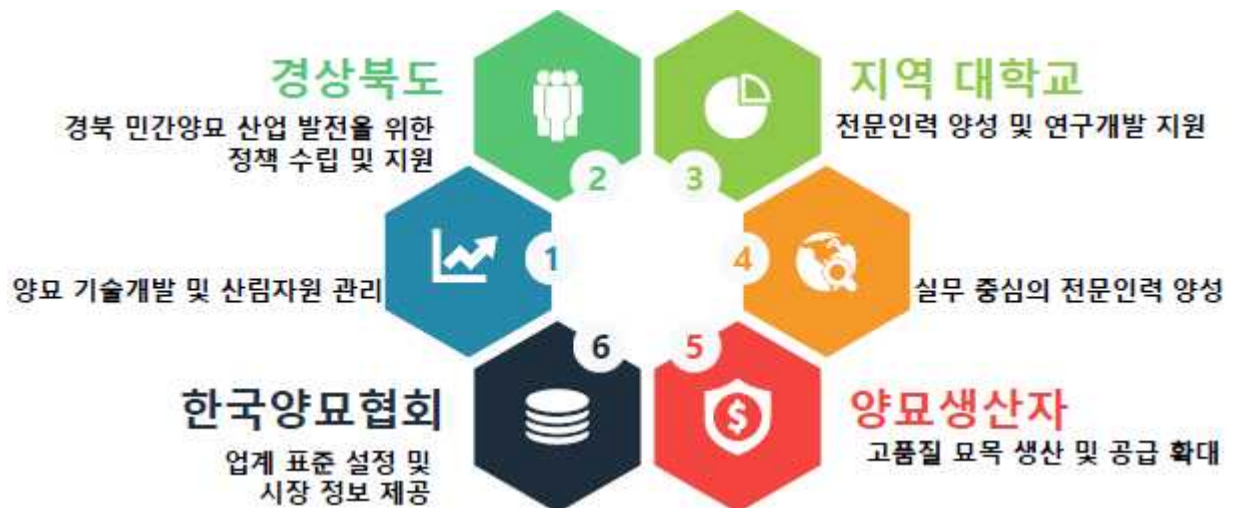 경상북도
경북 민간양묘 산업 발전을 위한
정책 수립 및 지원
2
지역 대학교
전문인력 양성 및 연구개발 지원
3
1
양묘 기술개발 및 산림자원 관리
4
실무 중심의 전문인력 양성
6
한국양묘협회
업계 표준 설정 및
시장 정보 제공
5
$
양묘생산자
고품질 묘목 생산 및 공급 확대